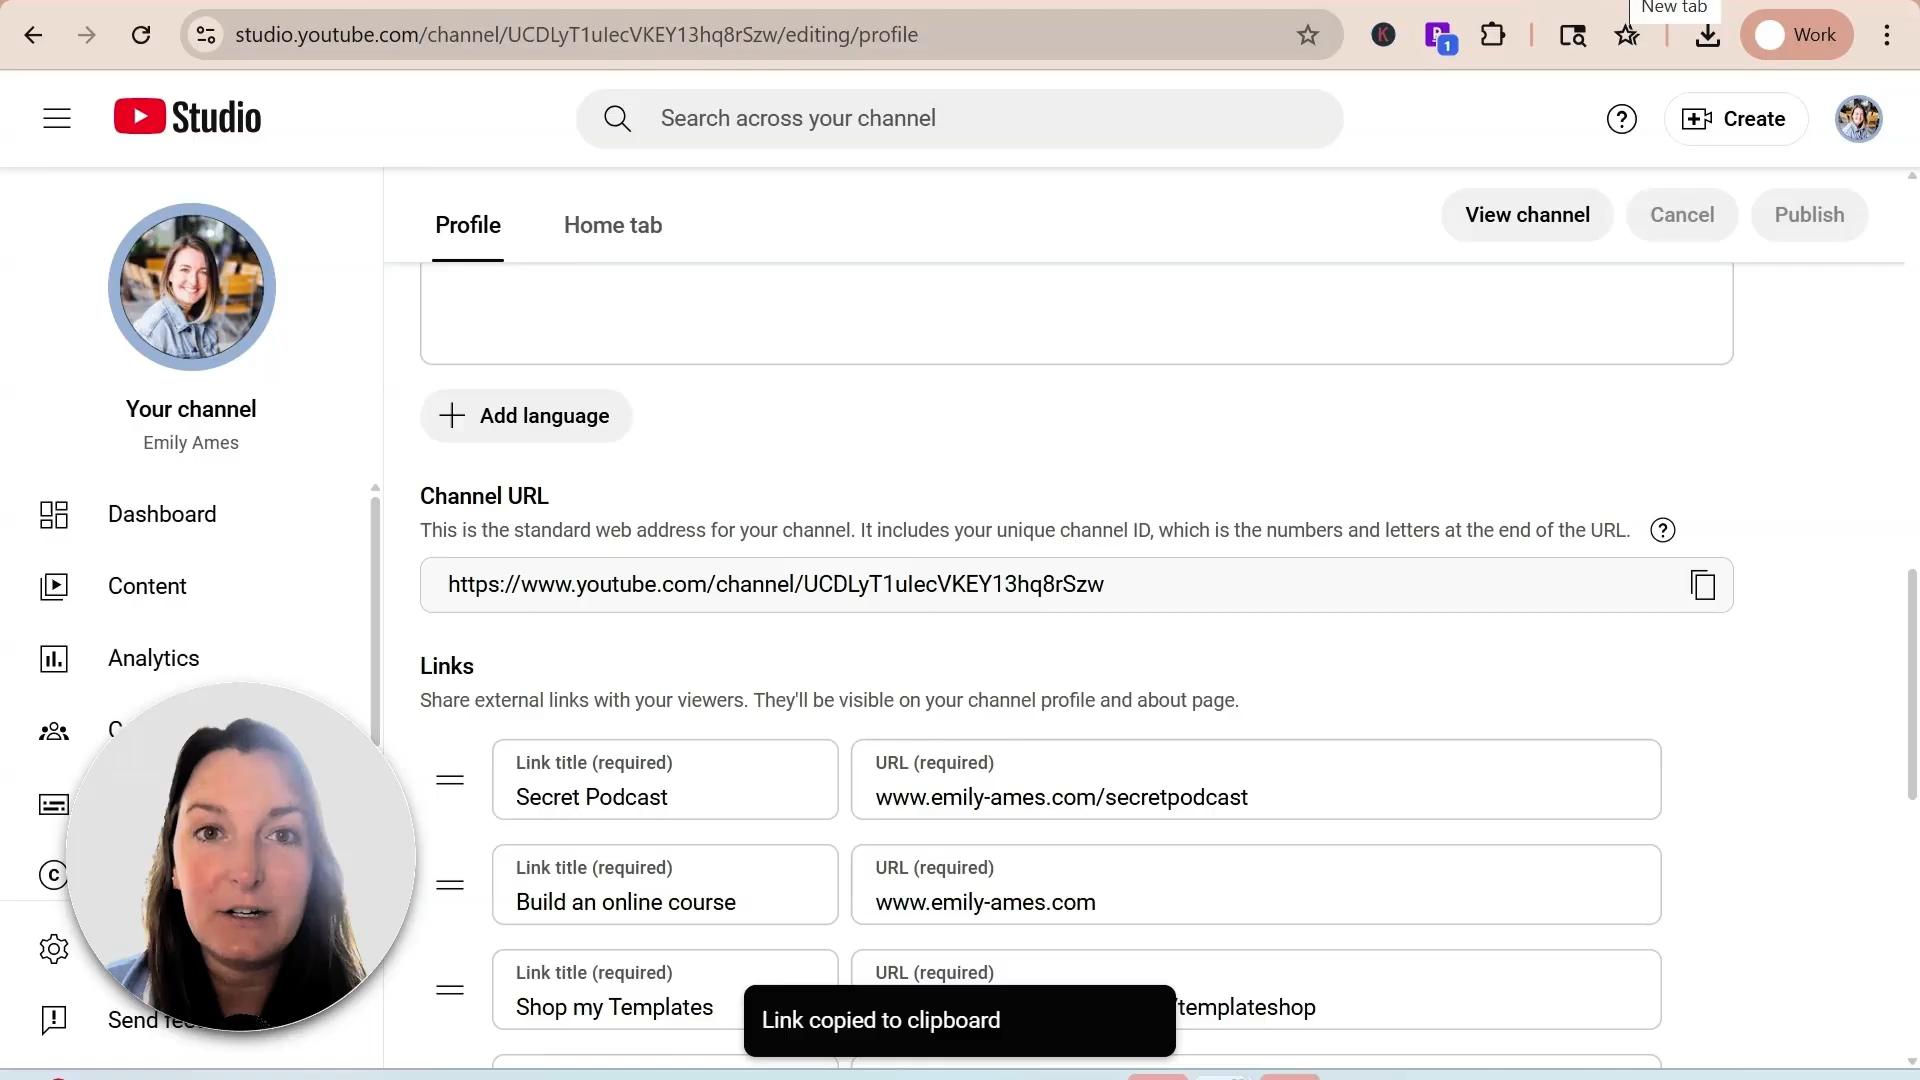 New tab
studio.youtube.com/channel/UCDLyT1uIecVKEY13hq8rSzw/editing/profile
K
1
Work
Studio
Search across your channel
?
Create
Profile
Home tab
View channel
Cancel
Publish
Your channel
Emily Ames
Add language
Dashboard
Content
Analytics
Channel URL
This is the standard web address for your channel. It includes your unique channel ID, which is the numbers and letters at the end of the URL.
https://www.youtube.com/channel/UCDLyT1uIecVKEY13hq8rSzw
Links
Share external links with your viewers. They'll be visible on your channel profile and about page.
Link title (required)
Secret Podcast
URL (required)
www.emily-ames.com/secretpodcast
Link title (required)
Build an online course
URL (required)
www.emily-ames.com
Link title (required)
Shop my Templates
URL (required)
/templateshop
Send
Link copied to clipboard